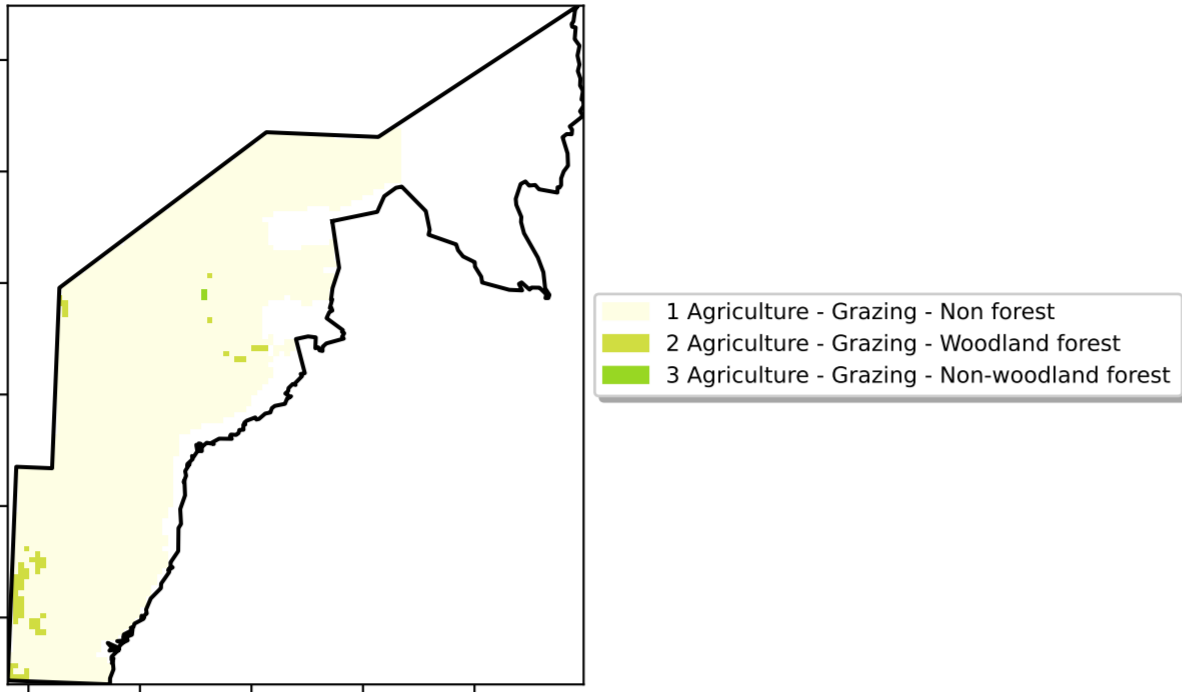 1 Agriculture - Grazing - Non forest
2 Agriculture - Grazing - Woodland forest
3 Agriculture - Grazing - Non-woodland forest